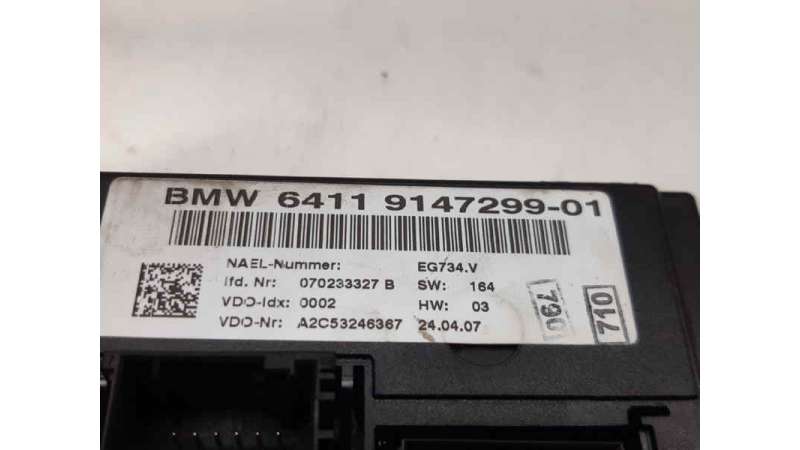 BMW 6411 9147299-01
NAEL-Nummer: EG734.V
lfd. Nr: 070233327 B SW: 164
VDO-Idx: 0002 HW: 03
VDO-Nr: A2C53246367 24.04.07
710